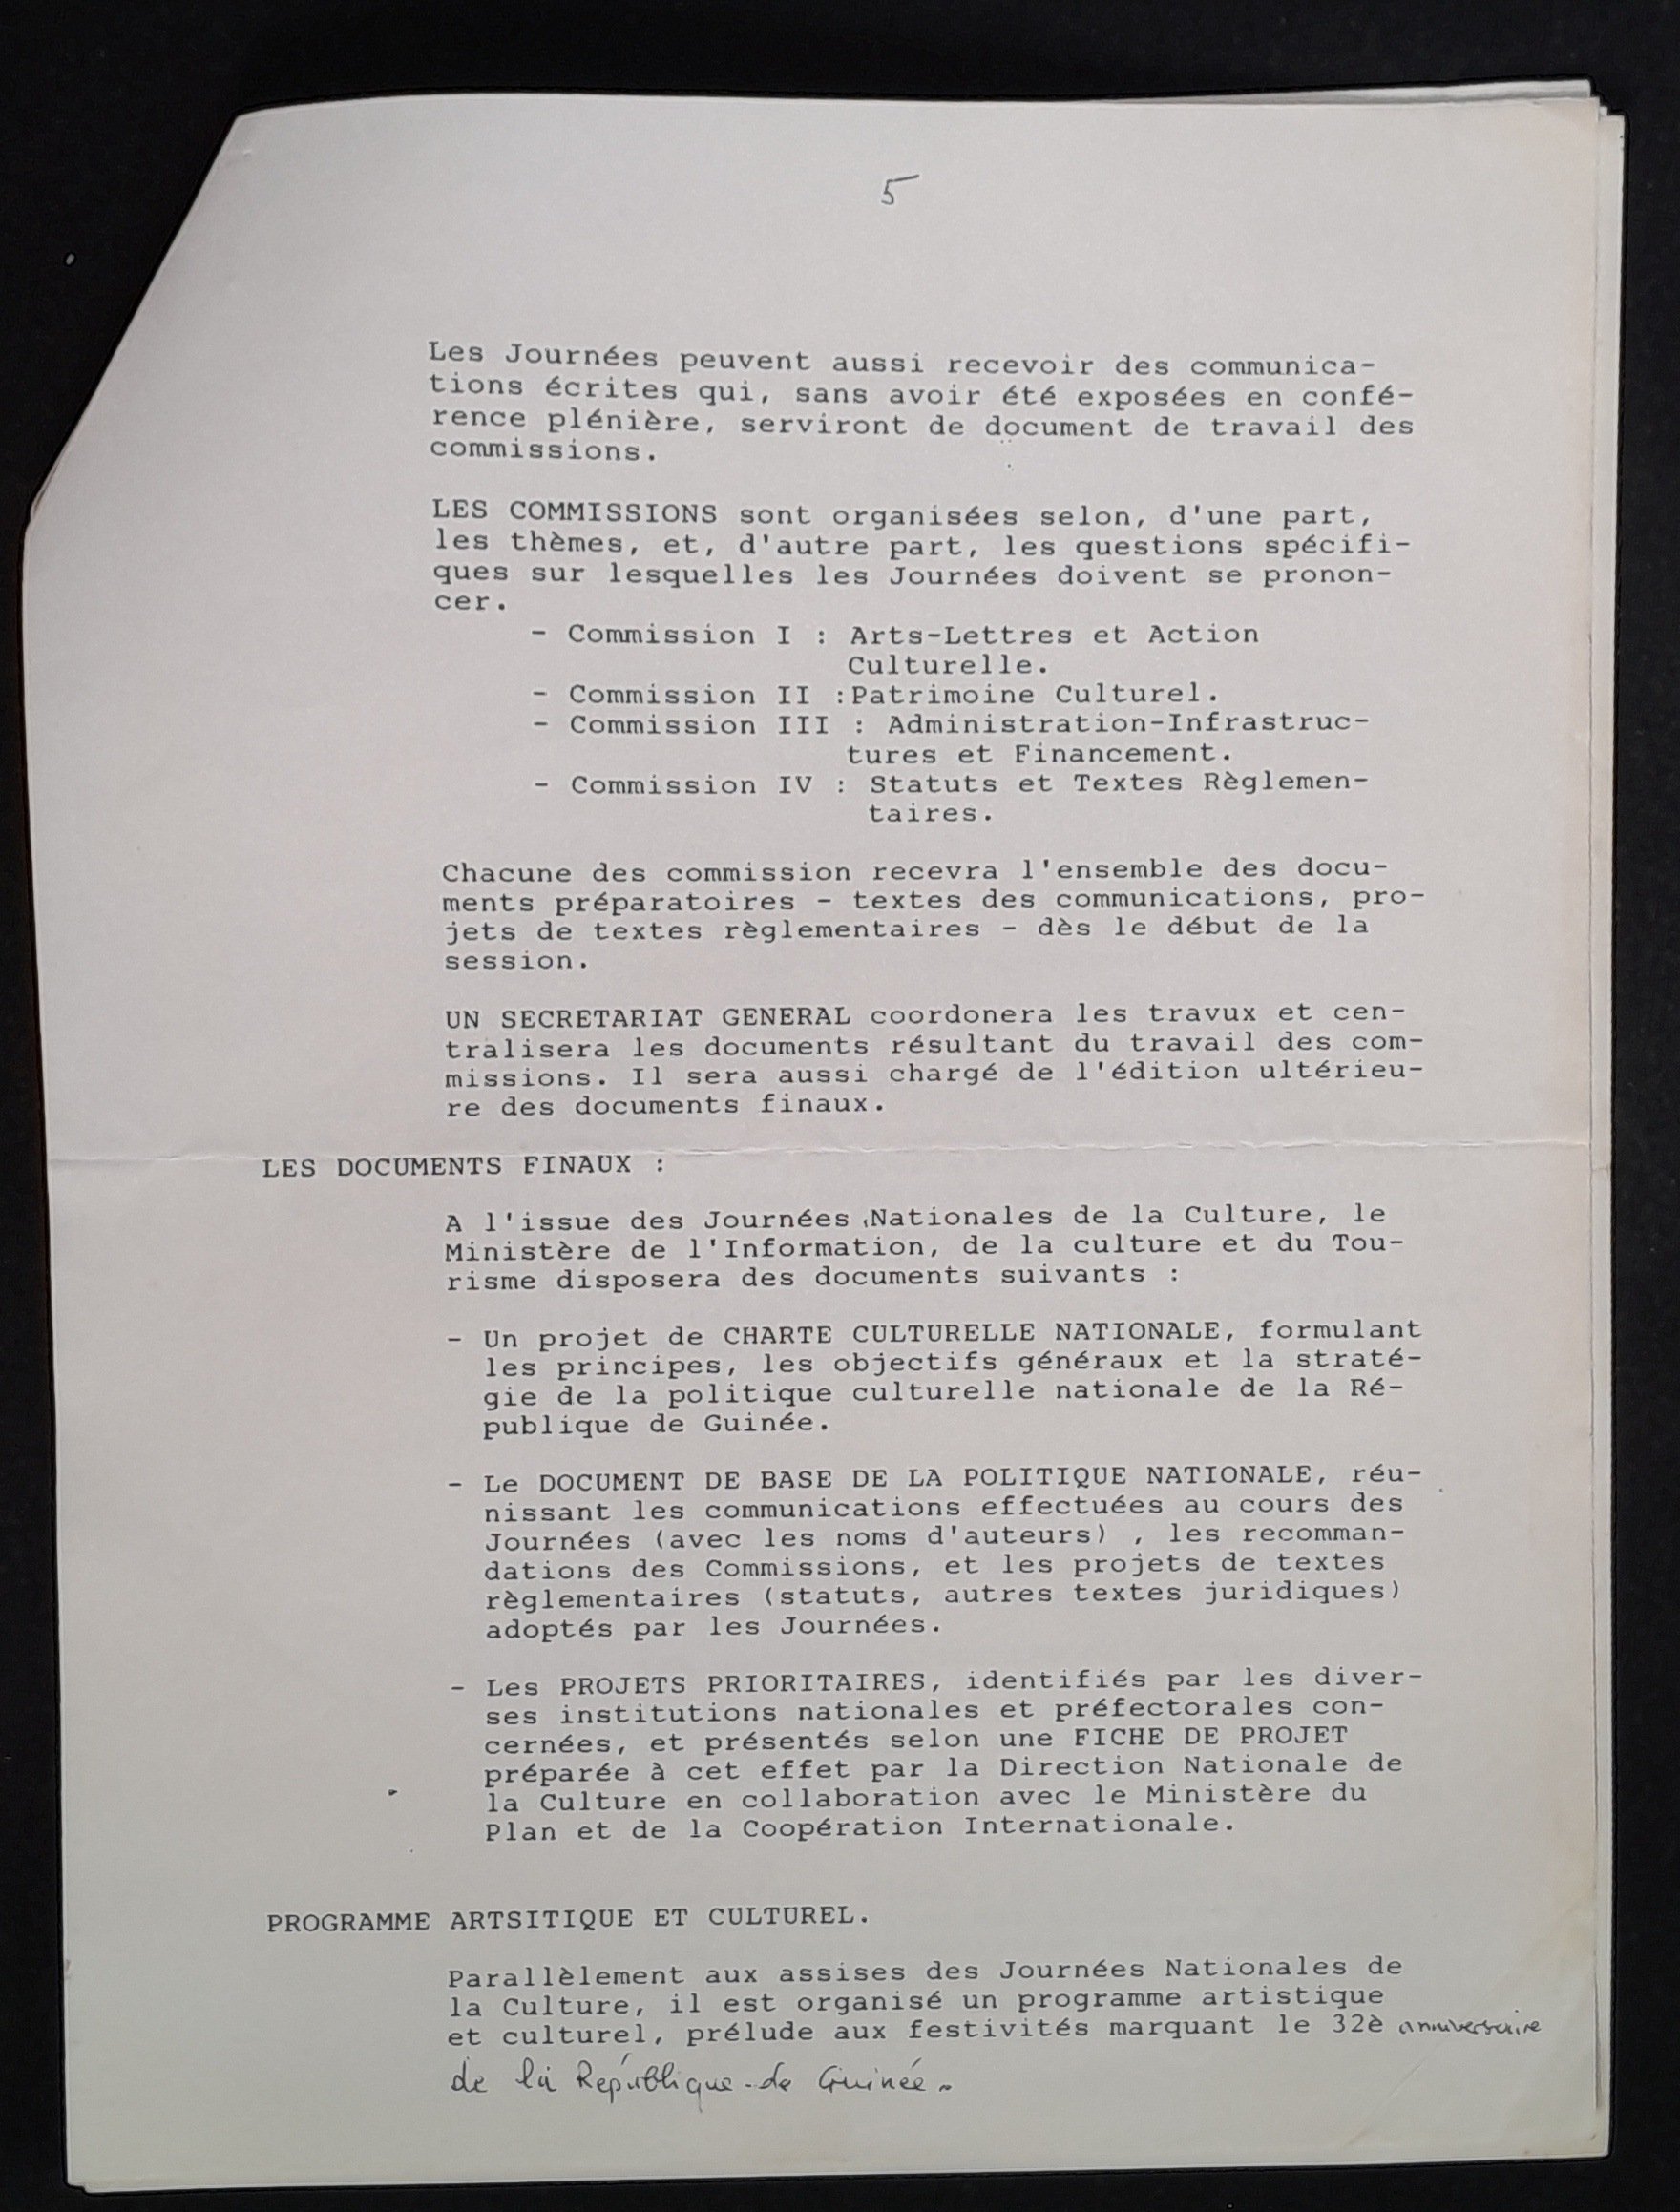 5
Les Journées peuvent aussi recevoir des communica-
tions écrites qui, sans avoir été exposées en confé-
rence plénière, serviront de document de travail des
commissions.
LES COMMISSIONS sont organisées selon, d'une part,
les thèmes, et, d'autre part, les questions spécifi-
ques sur lesquelles les Journées doivent se pronon-
cer.
- Commission I : Arts-Lettres et Action
Culturelle.
- Commission II :Patrimoine Culturel.
- Commission III : Administration-Infrastruc-
tures et Financement.
- Commission IV : Statuts et Textes Règlemen-
taires.
Chacune des commission recevra l'ensemble des docu-
ments préparatoires - textes des communications, pro-
jets de textes règlementaires - dès le début de la
session.
UN SECRETARIAT GENERAL coordonera les travux et cen-
tralisera les documents résultant du travail des com-
missions. Il sera aussi chargé de l'édition ultérieu-
re des documents finaux.
LES DOCUMENTS FINAUX :
A l'issue des Journées Nationales de la Culture, le
Ministère de l'Information, de la culture et du Tou-
risme disposera des documents suivants :
- Un projet de CHARTE CULTURELLE NATIONALE, formulant
les principes, les objectifs généraux et la straté-
gie de la politique culturelle nationale de la Ré-
publique de Guinée.
- Le DOCUMENT DE BASE DE LA POLITIQUE NATIONALE, réu-
nissant les communications effectuées au cours des
Journées (avec les noms d'auteurs) , les recomman-
dations des Commissions, et les projets de textes
règlementaires (statuts, autres textes juridiques)
adoptés par les Journées.
- Les PROJETS PRIORITAIRES, identifiés par les diver-
ses institutions nationales et préfectorales con-
cernées, et présentés selon une FICHE DE PROJET
préparée à cet effet par la Direction Nationale de
la Culture en collaboration avec le Ministère du
Plan et de la Coopération Internationale.
PROGRAMME ARTSITIQUE ET CULTUREL.
Parallèlement aux assises des Journées Nationales de
la Culture, il est organisé un programme artistique
et culturel, prélude aux festivités marquant le 32è anniversaire
de la République de Guinée.